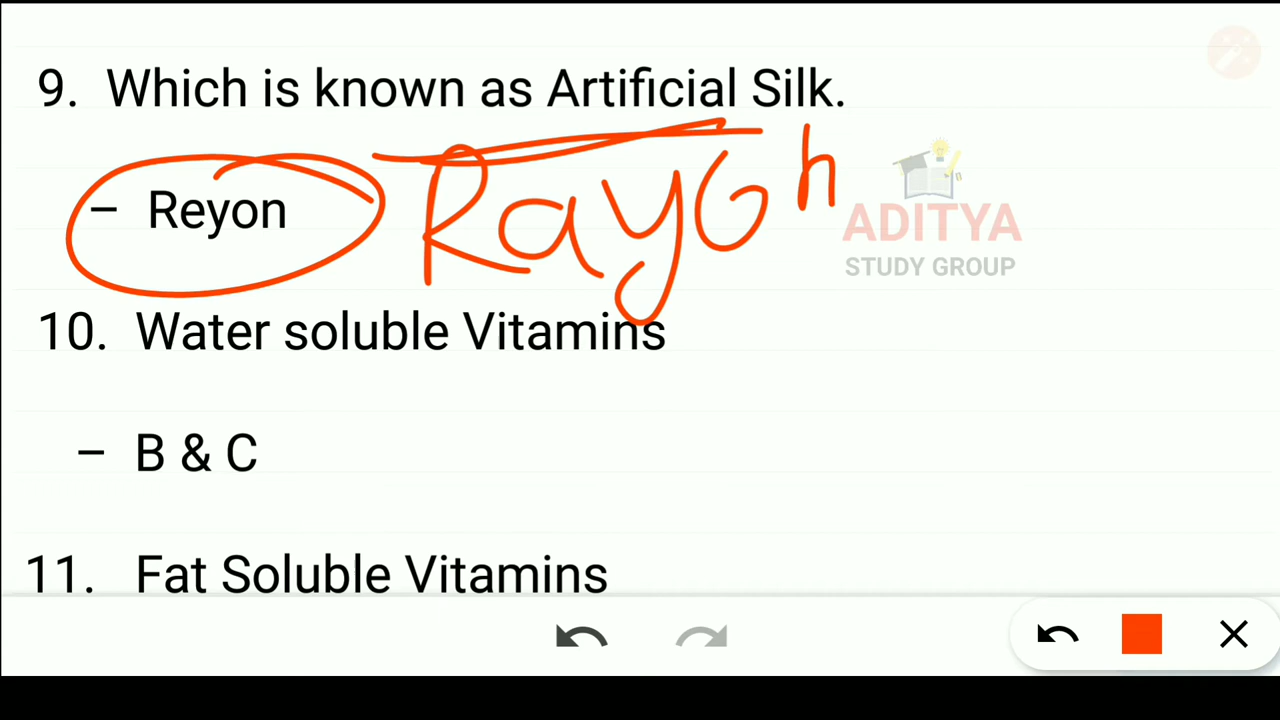 9. Which is known as Artificial Silk.
– Reyon Rayon
ADITYA
STUDY GROUP
10. Water soluble Vitamins
– B & C
11. Fat Soluble Vitamins